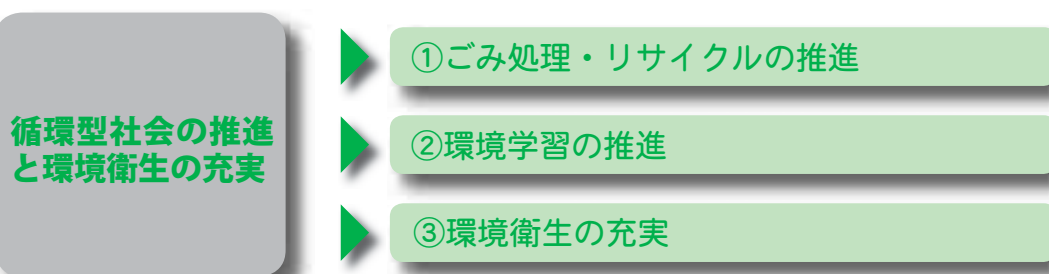 循環型社会の推進
と環境衛生の充実
①ごみ処理・リサイクルの推進
②環境学習の推進
③環境衛生の充実